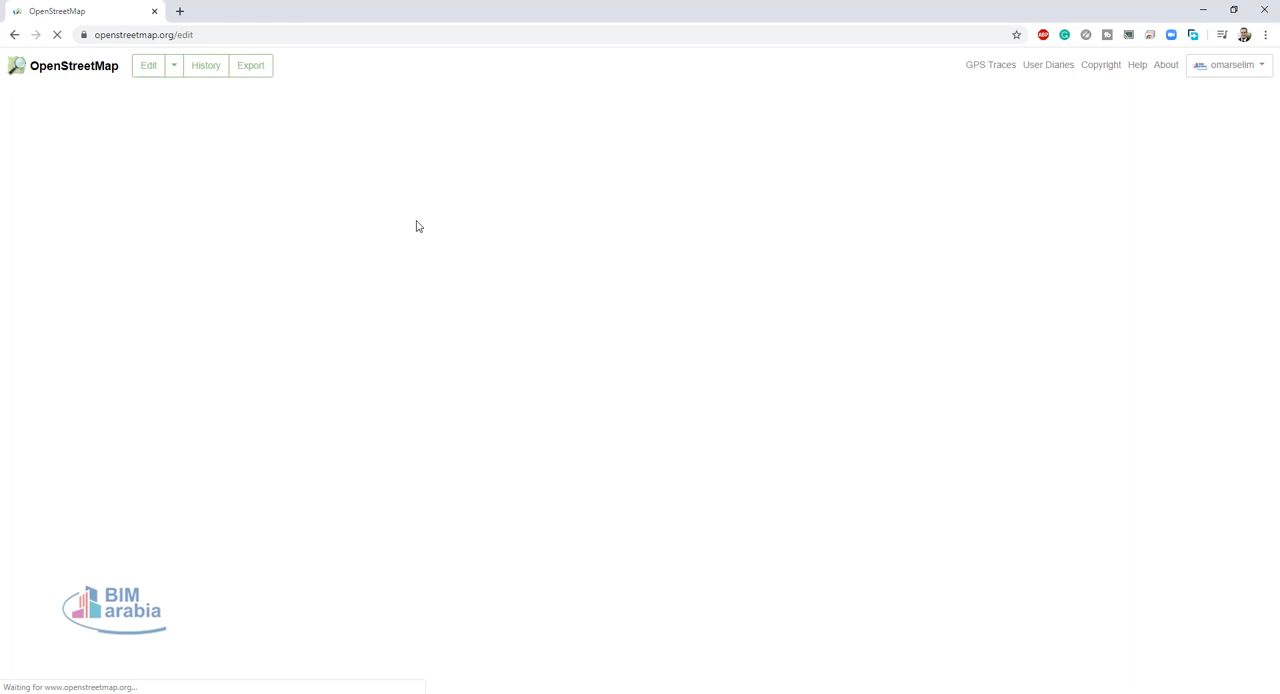 OpenStreetMap
openstreetmap.org/edit
OpenStreetMap Edit History Export GPS Traces User Diaries Copyright Help About omarselim
BIM
arabia
Waiting for www.openstreetmap.org...